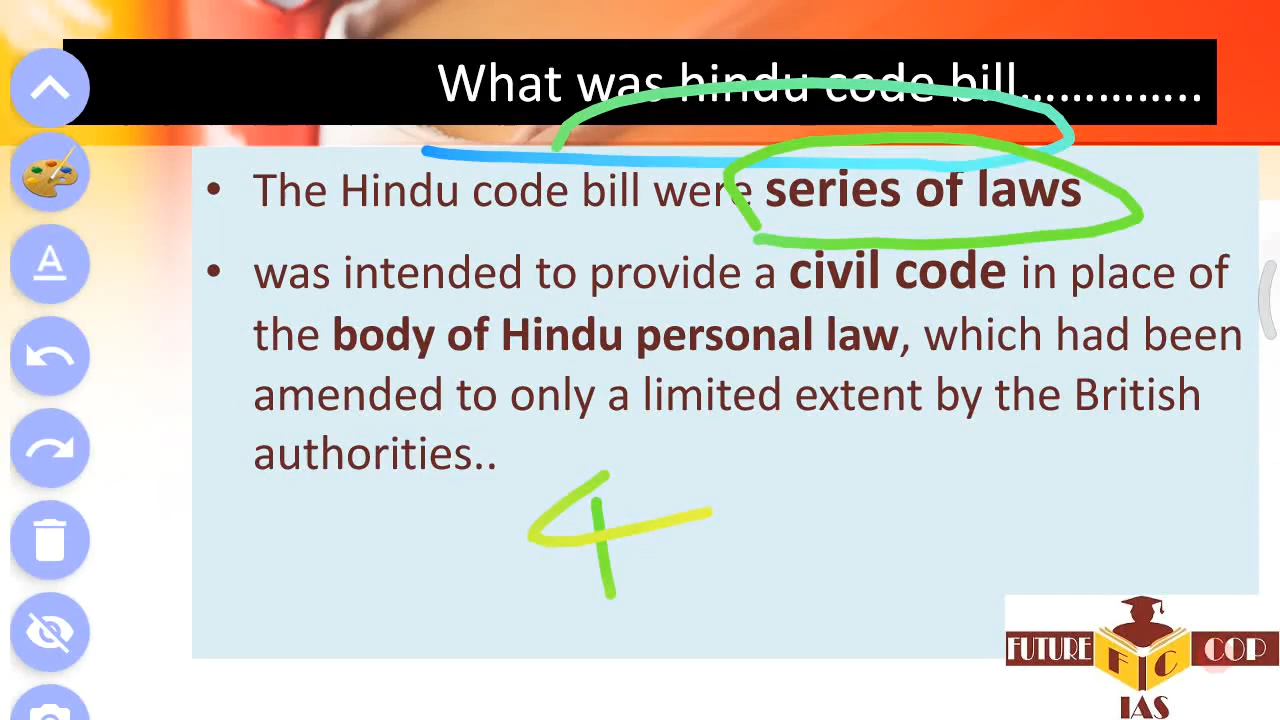 What was hindu code bill…………..
• The Hindu code bill were series of laws
• was intended to provide a civil code in place of
the body of Hindu personal law, which had been
amended to only a limited extent by the British
authorities..
4
FUTURE F C COP
IAS